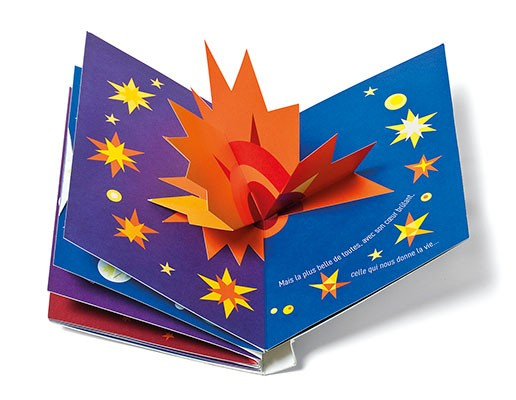 Mais la plus belle de toutes, avec son cœur brûlant,
celle qui nous donne la vie...